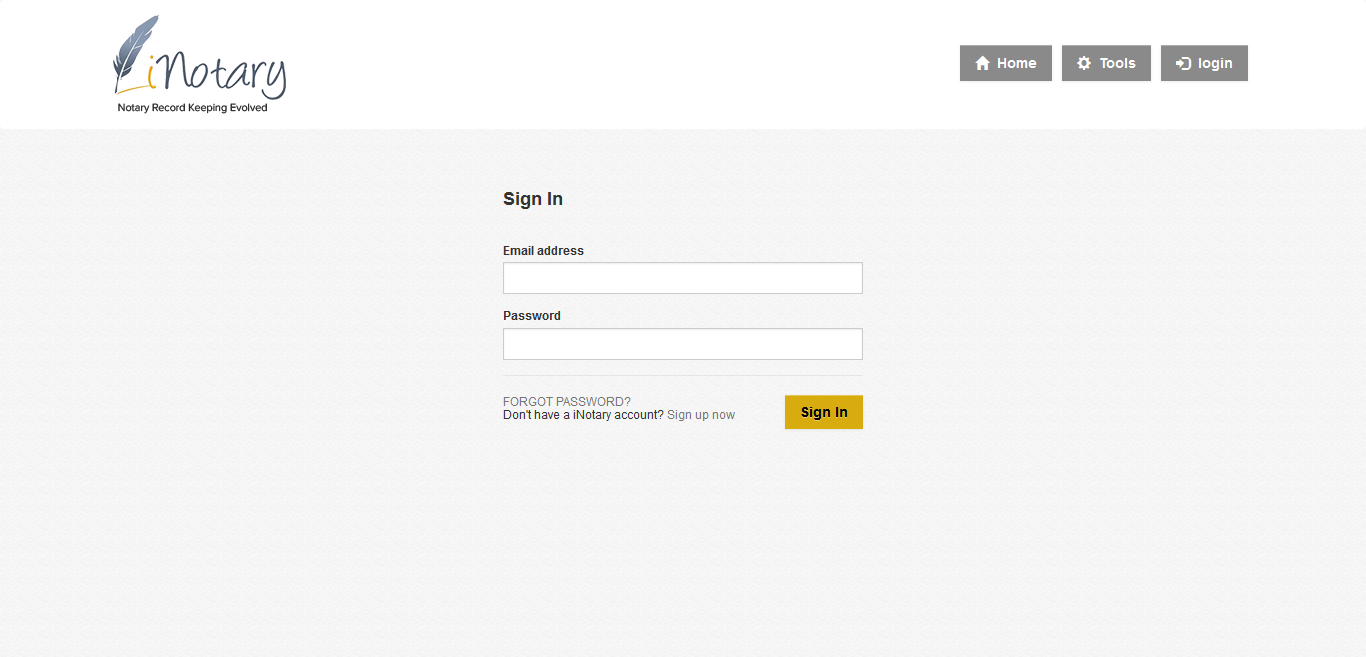 iNotary
Notary Record Keeping Evolved
Home
Tools
login
Sign In
Email address
Password
FORGOT PASSWORD?
Don't have a iNotary account? Sign up now
Sign In